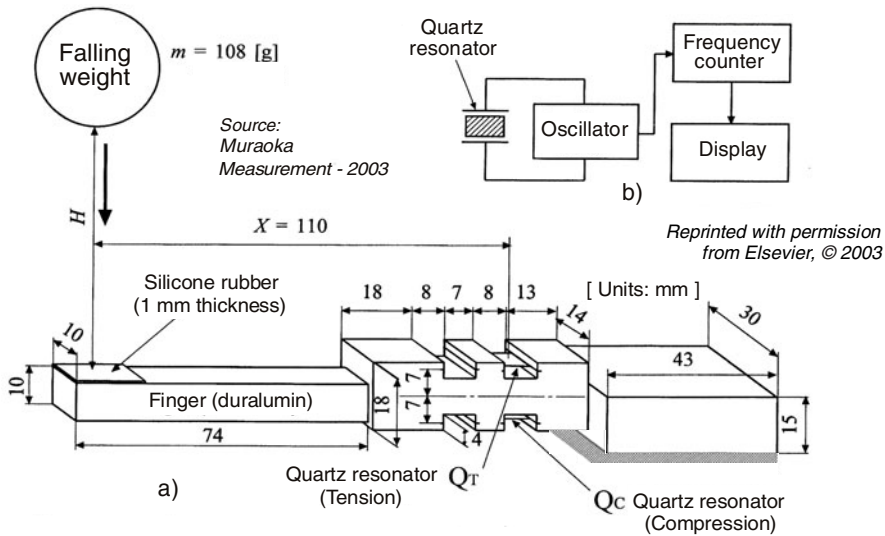 Falling
weight
m = 108 [g]
Source:
Muraoka
Measurement - 2003
Quartz
resonator
Oscillator
Frequency
counter
Display
b)
Reprinted with permission
from Elsevier, © 2003
H
X = 110
Silicone rubber
(1 mm thickness)
18
8
7
8
13
[ Units: mm ]
14
30
10
10
43
7
7
18
4
15
Finger (duralumin)
74
a)
Quartz resonator
(Tension)
QT
QC Quartz resonator
(Compression)